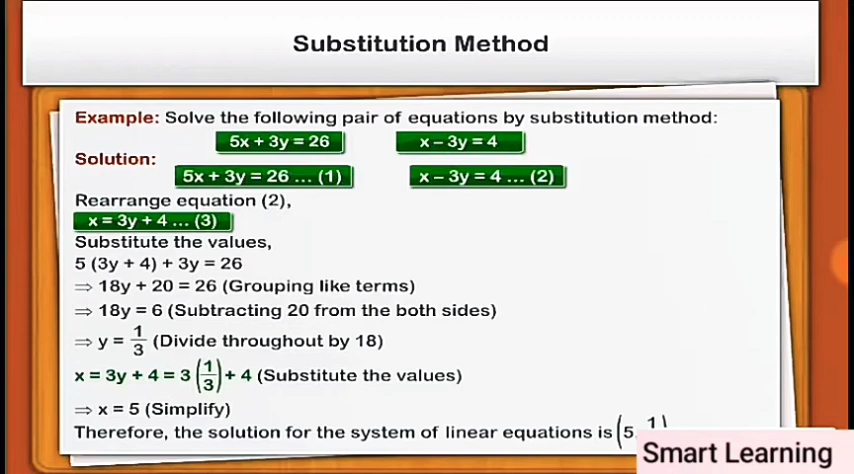 Substitution Method
Example: Solve the following pair of equations by substitution method:
5x + 3y = 26 x – 3y = 4
Solution:
5x + 3y = 26 ... (1) x – 3y = 4 ... (2)
Rearrange equation (2),
x = 3y + 4 ... (3)
Substitute the values,
5 (3y + 4) + 3y = 26
⇒ 18y + 20 = 26 (Grouping like terms)
⇒ 18y = 6 (Subtracting 20 from the both sides)
⇒ y = 1/3 (Divide throughout by 18)
x = 3y + 4 = 3 (1/3) + 4 (Substitute the values)
⇒ x = 5 (Simplify)
Therefore, the solution for the system of linear equations is (5, 1
Smart Learning